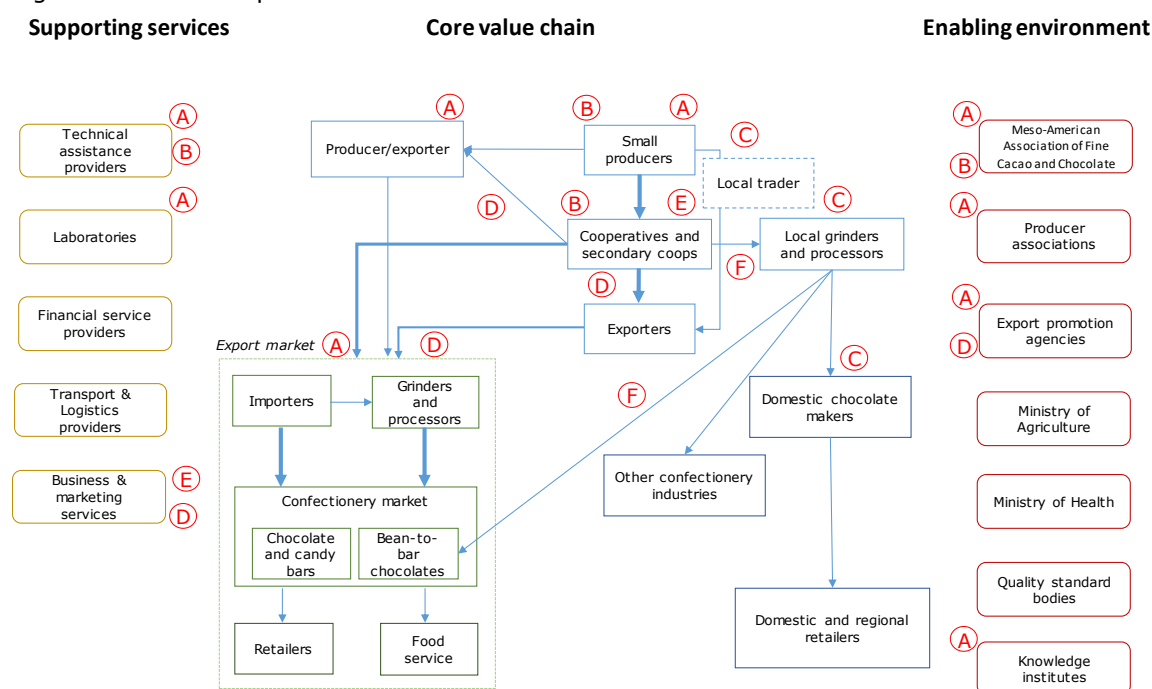 Supporting services
Core value chain
Enabling environment
A
Technical
assistance
providers
B
A
Laboratories
Financial service
providers
Transport &
Logistics
providers
Business &
marketing
services
E
D
A
Producer/exporter
B
A
Small
producers
C
Local trader
D
B
E
Cooperatives and
secondary coops
C
Local grinders
and processors
F
D
Exporters
Export market
A
D
Importers
Grinders
and
processors
Confectionery market
Chocolate
and candy
bars
Bean-to-
bar
chocolates
Retailers
Food
service
F
C
Domestic chocolate
makers
Other confectionery
industries
Domestic and regional
retailers
A
Meso-American
Association of Fine
Cacao and Chocolate
B
A
Producer
associations
A
Export promotion
agencies
D
Ministry of
Agriculture
Ministry of Health
Quality standard
bodies
A
Knowledge
institutes